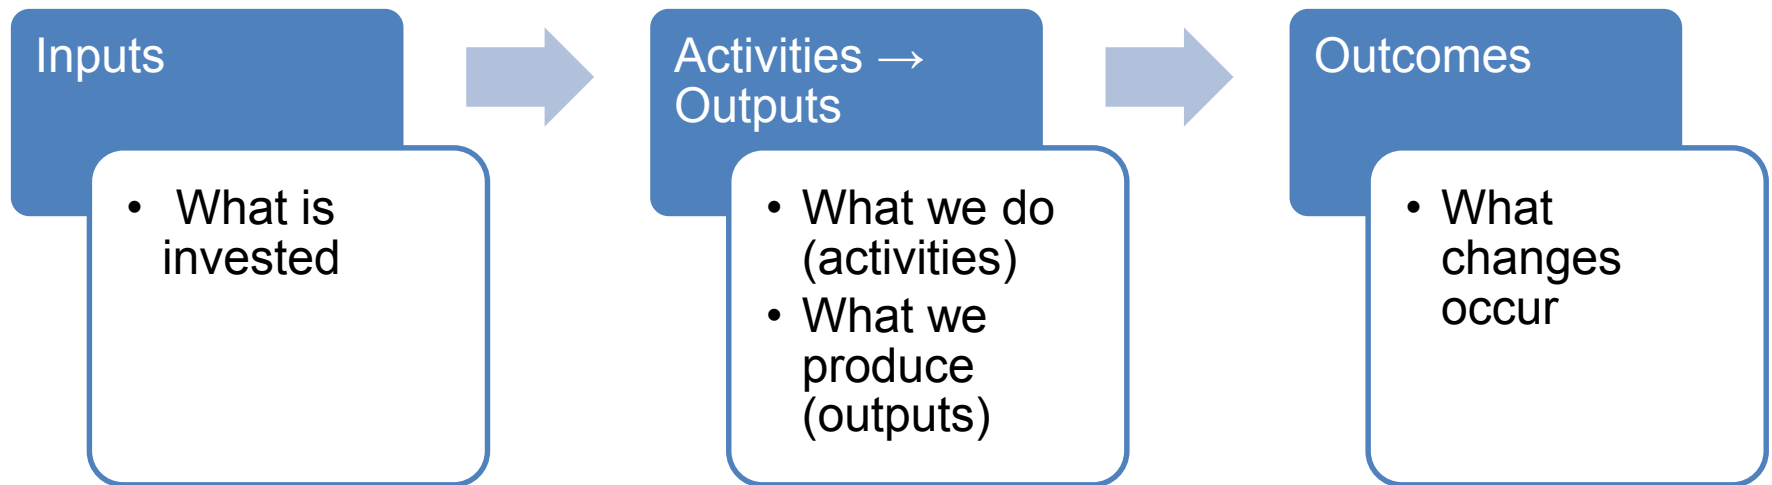 Inputs
• What is
invested
Activities →
Outputs
• What we do
(activities)
• What we
produce
(outputs)
Outcomes
• What
changes
occur